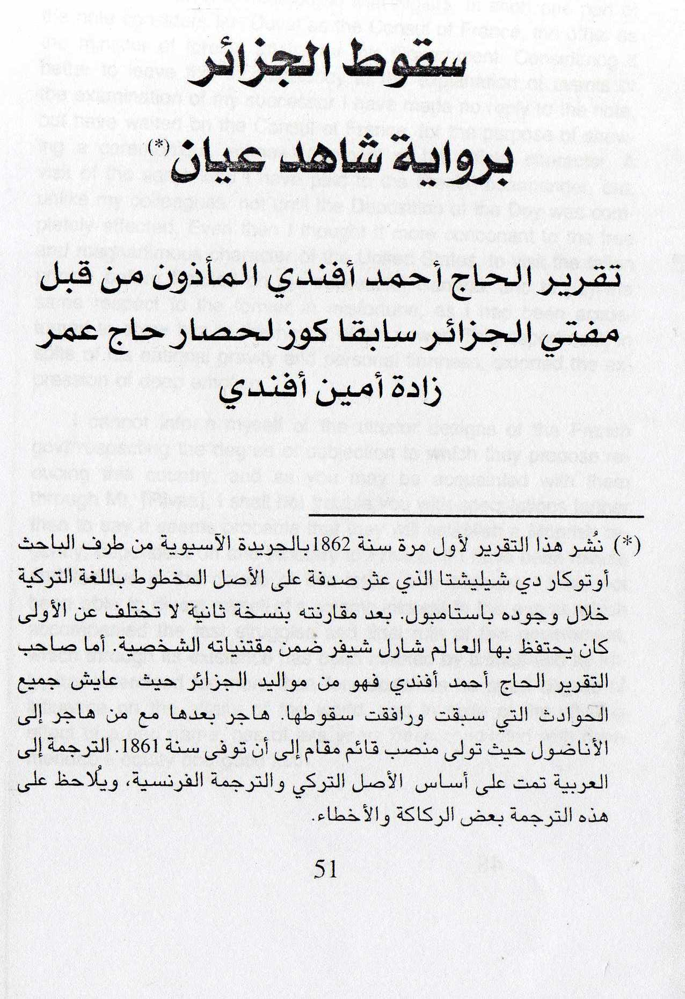 سقوط الجزائر
برواية شاهد عيان (*)
تقرير الحاج أحمد أفندي المأذون من قبل
مفتي الجزائر سابقا كوز لحصار حاج عمر
زادة أمين أفندي
(*) نُشر هذا التقرير لأول مرة سنة 1862 بالجريدة الآسيوية من طرف الباحث
أوتوكار دي شيليشتا الذي عثر صدفة على الأصل المخطوط باللغة التركية
خلال وجوده باستامبول. بعد مقارنته بنسخة ثانية لا تختلف عن الأولى
كان يحتفظ بها العالم شارل شيفر ضمن مقتنياته الشخصية. أما صاحب
التقرير الحاج أحمد أفندي فهو من مواليد الجزائر حيث عايش جميع
الحوادث التي سبقت ورافقت سقوطها. هاجر بعدها مع من هاجر إلى
الأناضول حيث تولى منصب قائم مقام إلى أن توفى سنة 1861. الترجمة إلى
العربية تمت على أساس الأصل التركي والترجمة الفرنسية، ويُلاحظ على
هذه الترجمة بعض الركاكة والأخطاء.
51